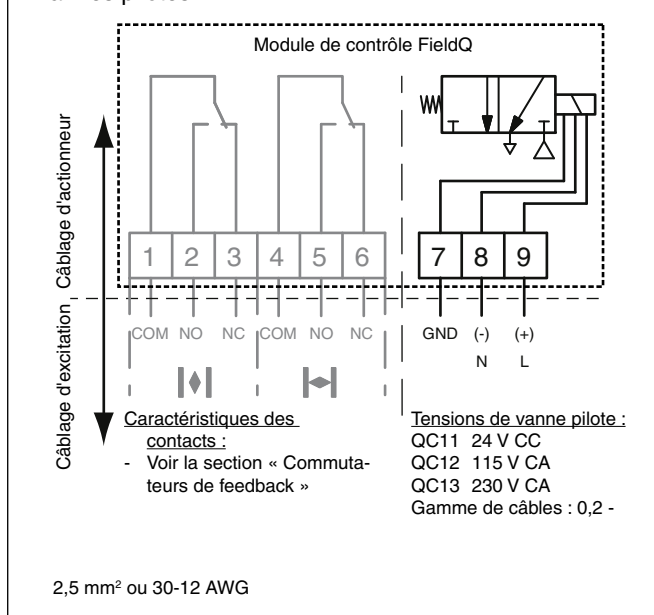 Module de contrôle FieldQ
Câblage d'actionneur
Câblage d'excitation
1 2 3 4 5 6 7 8 9
COM NO NC COM NO NC GND (-) (+)
N L
Caractéristiques des
contacts :
- Voir la section « Commuta-
teurs de feedback »
Tensions de vanne pilote :
QC11 24 V CC
QC12 115 V CA
QC13 230 V CA
Gamme de câbles : 0,2 -
2,5 mm² ou 30-12 AWG